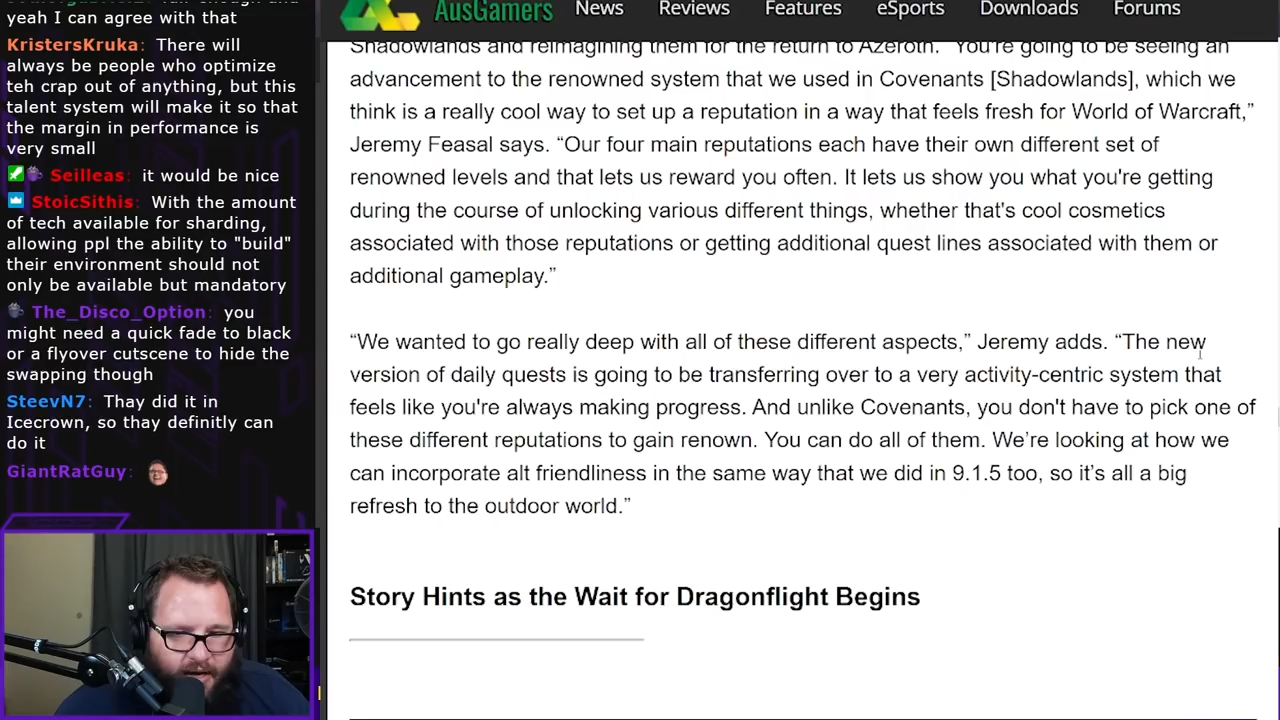 yeah I can agree with that
KristersKruka: There will
always be people who optimize
teh crap out of anything, but this
talent system will make it so that
the margin in performance is
very small
Seilleas: it would be nice
StoicSithis: With the amount
of tech available for sharding,
allowing ppl the ability to "build"
their environment should not
only be available but mandatory
The_Disco_Option: you
might need a quick fade to black
or a flyover cutscene to hide the
swapping though
SteevN7: Thay did it in
Icecrown, so thay definitly can
do it
GiantRatGuy:
AusGamers News Reviews Features eSports Downloads Forums
Shadowlands and reimagining them for the return to Azeroth. “You're going to be seeing an
advancement to the renowned system that we used in Covenants [Shadowlands], which we
think is a really cool way to set up a reputation in a way that feels fresh for World of Warcraft,”
Jeremy Feasal says. “Our four main reputations each have their own different set of
renowned levels and that lets us reward you often. It lets us show you what you're getting
during the course of unlocking various different things, whether that's cool cosmetics
associated with those reputations or getting additional quest lines associated with them or
additional gameplay.”
“We wanted to go really deep with all of these different aspects,” Jeremy adds. “The new
version of daily quests is going to be transferring over to a very activity-centric system that
feels like you're always making progress. And unlike Covenants, you don't have to pick one of
these different reputations to gain renown. You can do all of them. We’re looking at how we
can incorporate alt friendliness in the same way that we did in 9.1.5 too, so it’s all a big
refresh to the outdoor world.”
Story Hints as the Wait for Dragonflight Begins